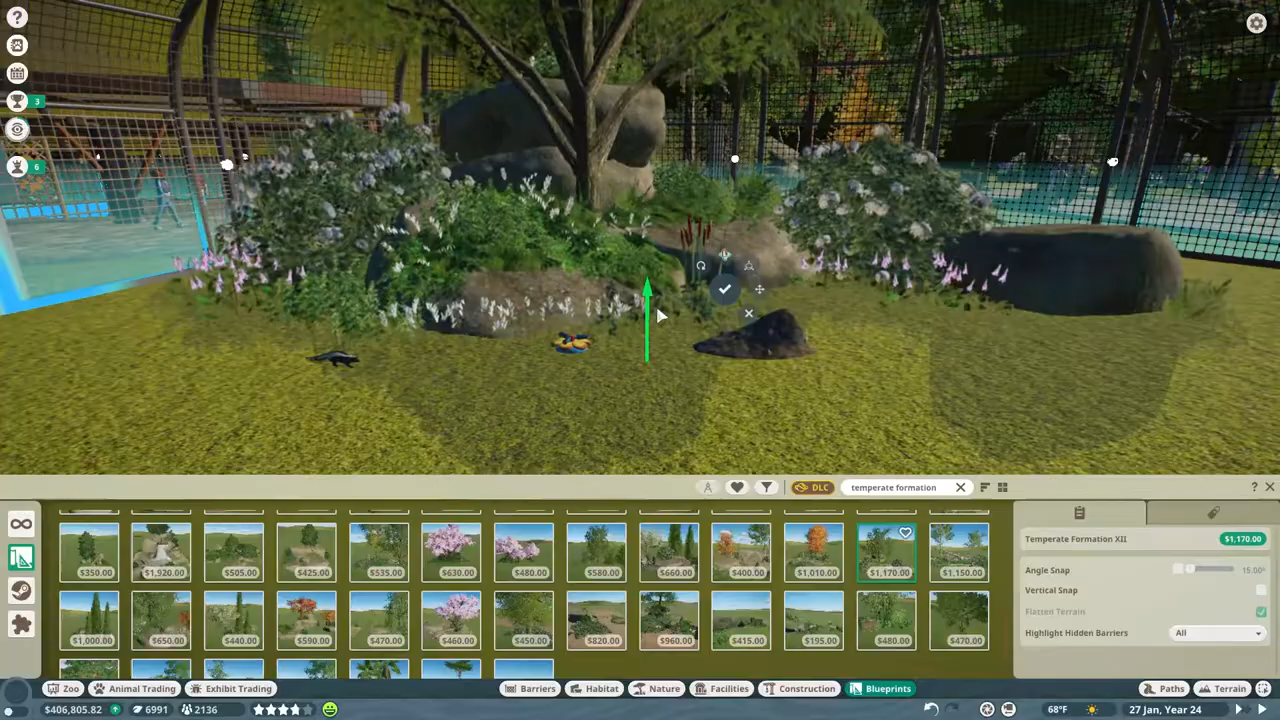 ?
3
6
DLC temperate formation ?
$350.00 $1,920.00 $505.00 $425.00 $535.00 $630.00 $480.00 $580.00 $660.00 $400.00 $1,010.00 $1,170.00 $1,150.00
$1,000.00 $650.00 $440.00 $590.00 $470.00 $460.00 $450.00 $820.00 $960.00 $415.00 $195.00 $480.00 $470.00
Temperate Formation XII $1,170.00
Angle Snap 15.00°
Vertical Snap
Flatten Terrain
Highlight Hidden Barriers All
Zoo Animal Trading Exhibit Trading Barriers Habitat Nature Facilities Construction Blueprints Paths Terrain
$406,805.82 6991 2136 68°F 27 Jan, Year 24